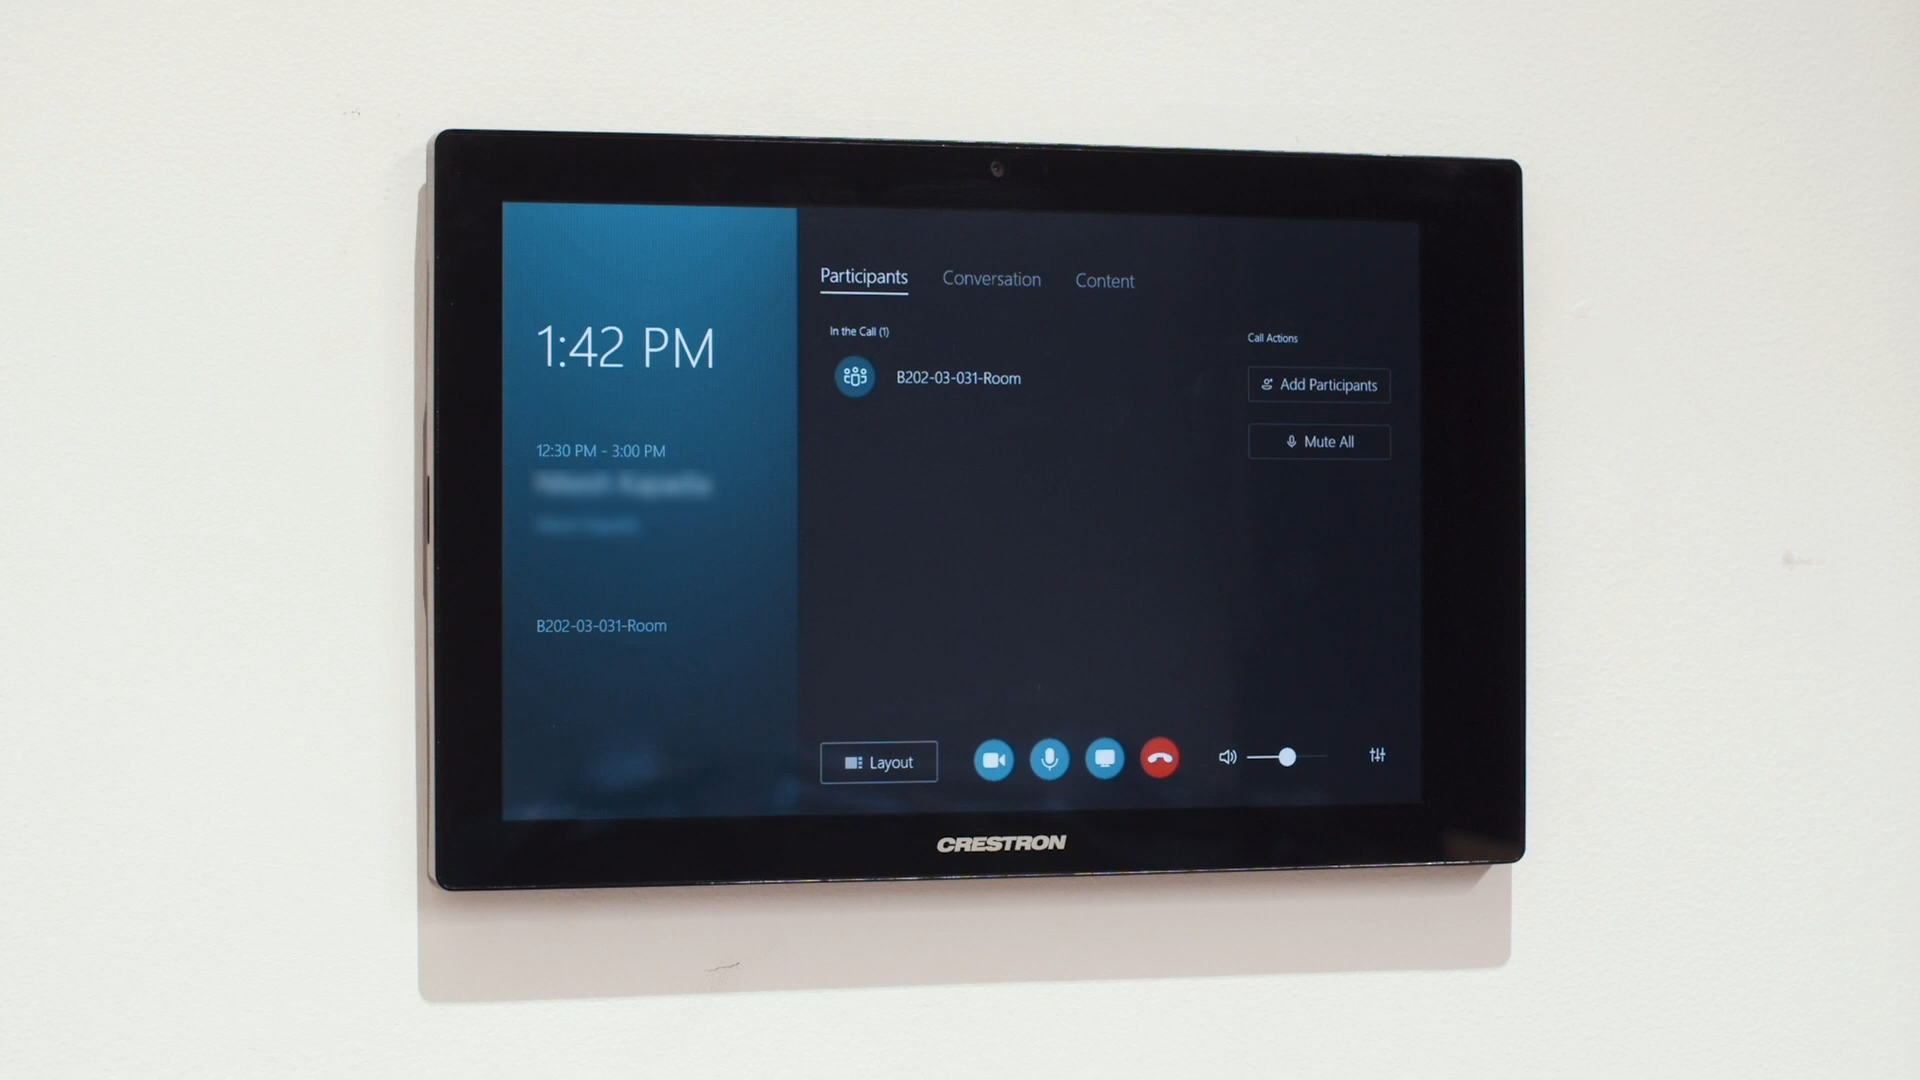 1:42 PM
12:30 PM - 3:00 PM
B202-03-031-Room
Participants Conversation Content
In the Call (1)
B202-03-031-Room
Call Actions
Add Participants
Mute All
Layout
CRESTRON